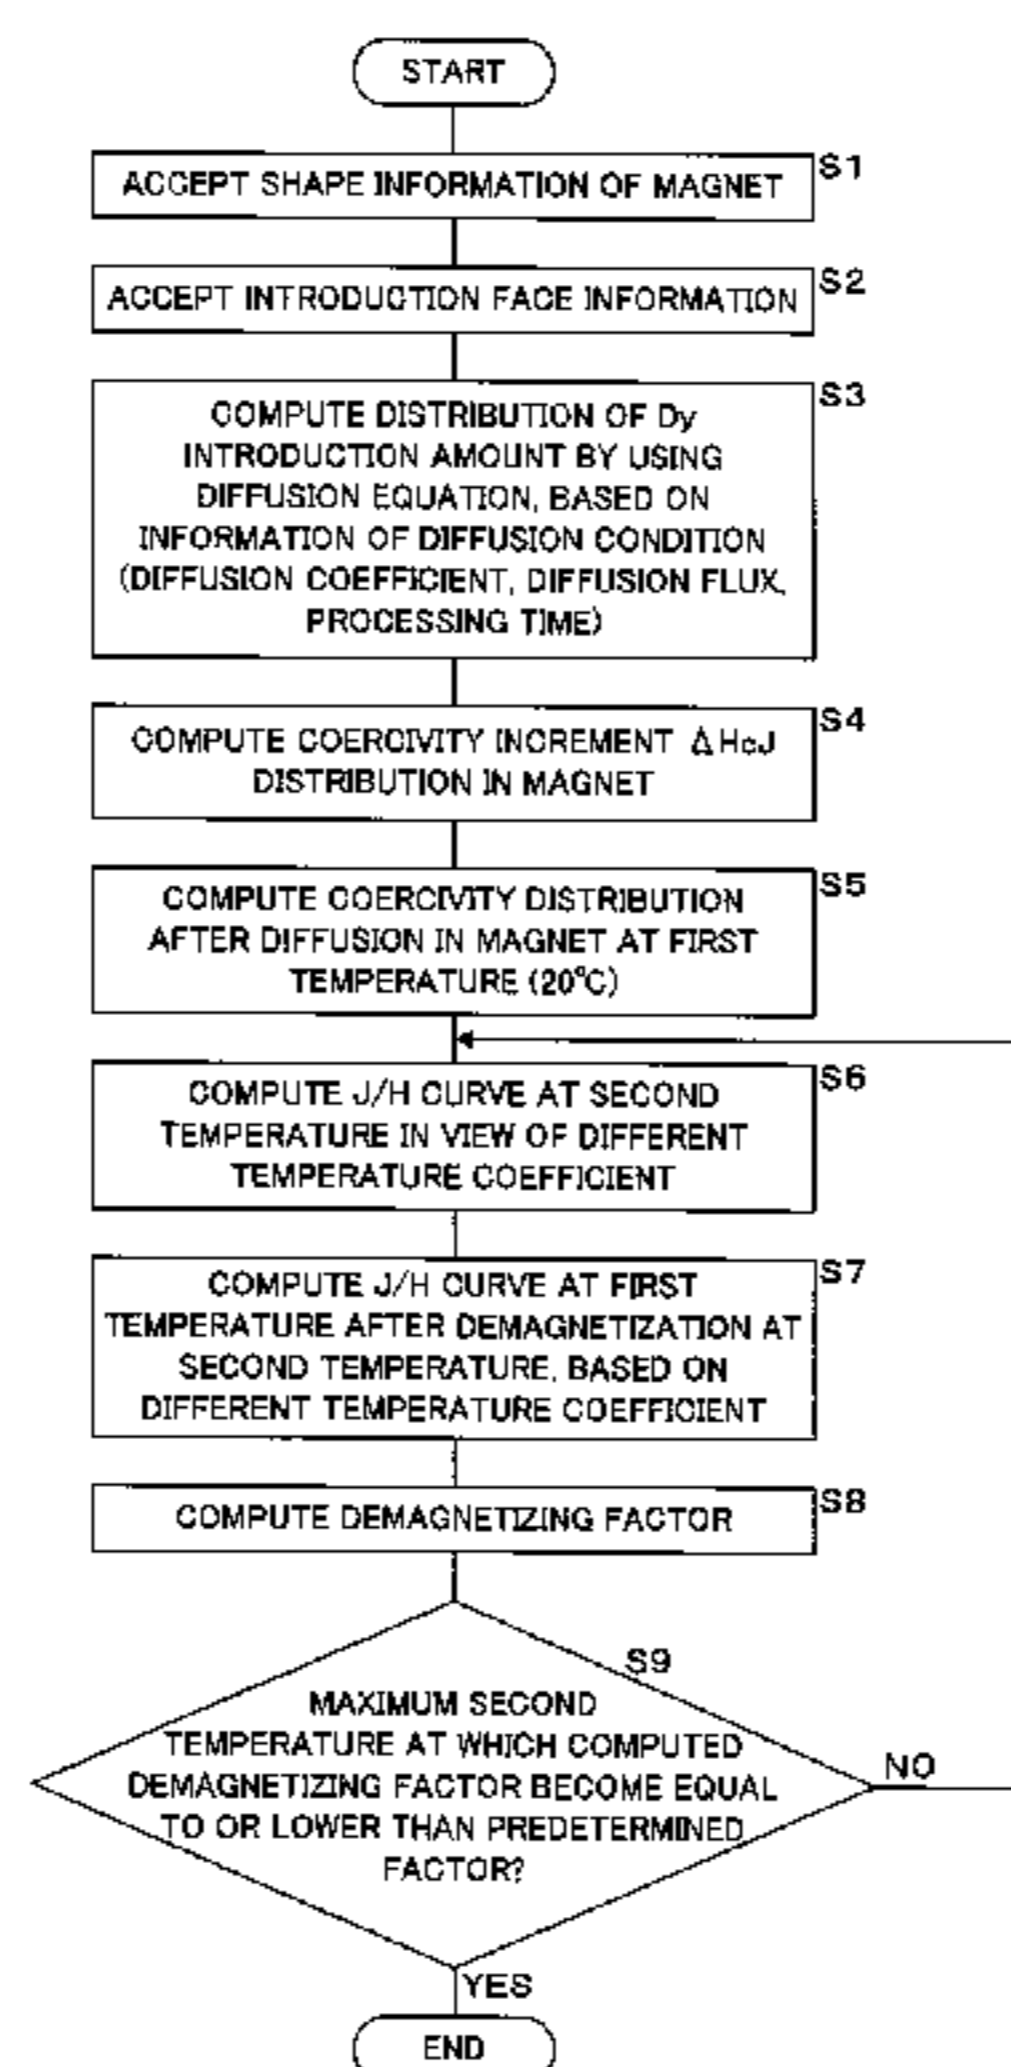 START
S1
ACCEPT SHAPE INFORMATION OF MAGNET
S2
ACCEPT INTRODUCTION FACE INFORMATION
S3
COMPUTE DISTRIBUTION OF Dy
INTRODUCTION AMOUNT BY USING
DIFFUSION EQUATION, BASED ON
INFORMATION OF DIFFUSION CONDITION
(DIFFUSION COEFFICIENT, DIFFUSION FLUX,
PROCESSING TIME)
S4
COMPUTE COERCIVITY INCREMENT ΔHcJ
DISTRIBUTION IN MAGNET
S5
COMPUTE COERCIVITY DISTRIBUTION
AFTER DIFFUSION IN MAGNET AT FIRST
TEMPERATURE (20°C)
S6
COMPUTE J/H CURVE AT SECOND
TEMPERATURE IN VIEW OF DIFFERENT
TEMPERATURE COEFFICIENT
S7
COMPUTE J/H CURVE AT FIRST
TEMPERATURE AFTER DEMAGNETIZATION AT
SECOND TEMPERATURE, BASED ON
DIFFERENT TEMPERATURE COEFFICIENT
S8
COMPUTE DEMAGNETIZING FACTOR
S9
MAXIMUM SECOND
TEMPERATURE AT WHICH COMPUTED
DEMAGNETIZING FACTOR BECOME EQUAL
TO OR LOWER THAN PREDETERMINED
FACTOR?
NO
YES
END